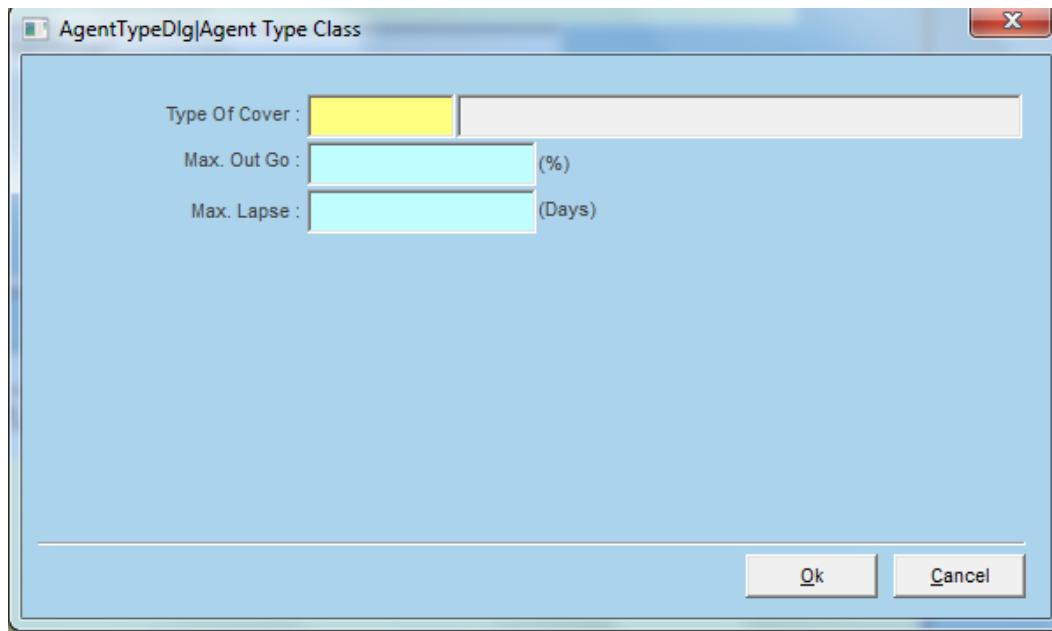 AgentTypeDlg|Agent Type Class
x
Type Of Cover :
Max. Out Go : (%)
Max. Lapse : (Days)
Ok Cancel